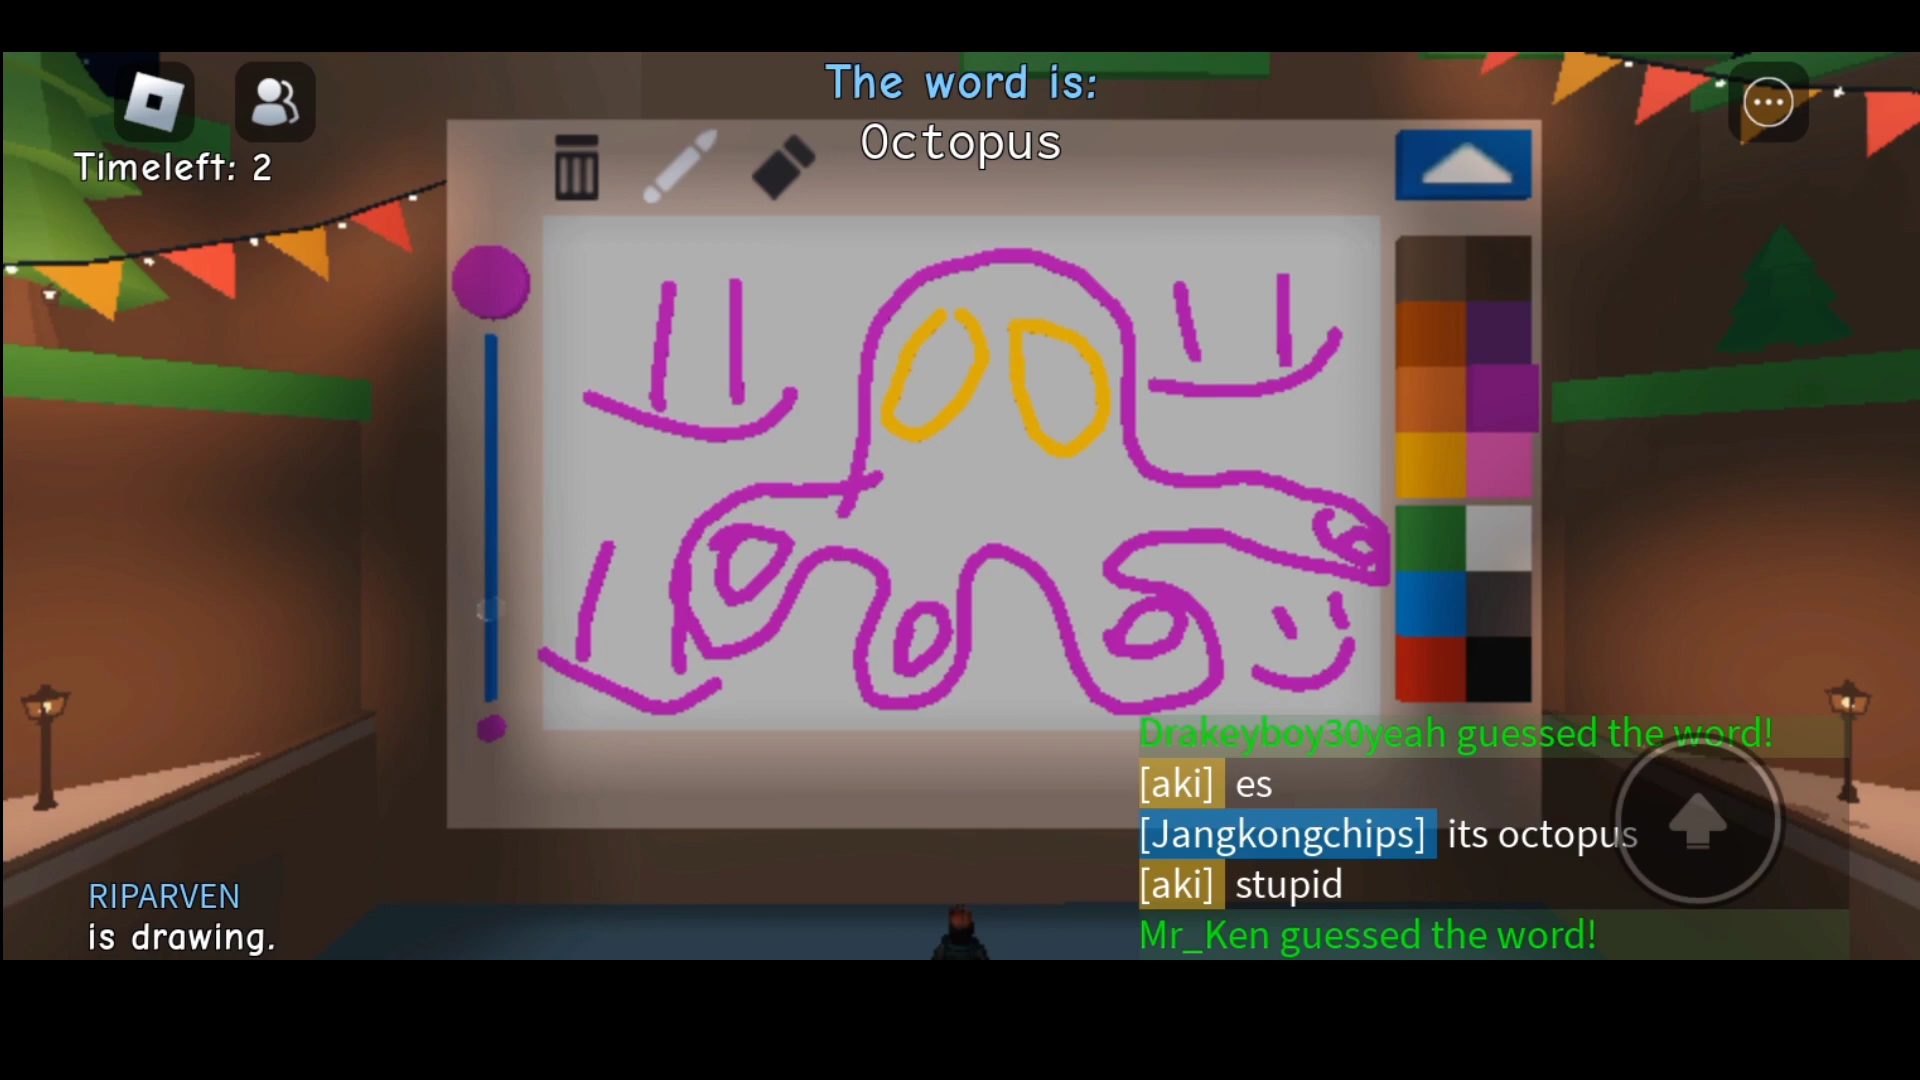 The word is:
Octopus
Timeleft: 2
Drakeyboy30yeah guessed the word!
[aki] es
[Jangkongchips] its octopus
[aki] stupid
Mr_Ken guessed the word!
RIPARVEN
is drawing.